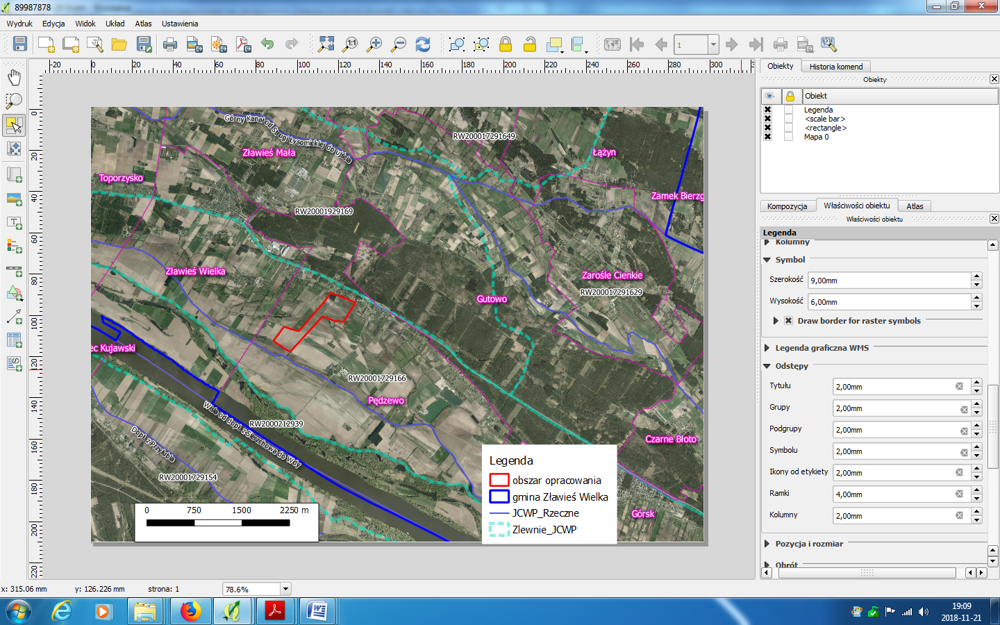 89987878
Wydruk Edycja Widok Układ Atlas Ustawienia
1:1
1
-20 0 20 40 60 80 100 120 140 160 180 200 220 240 260 280 300
0
20
40
60
80
100
120
140
160
180
200
220
Obiekty Historia komend
Obiekty
Obiekt
Legenda
<scale bar>
<rectangle>
Mapa 0
Kompozycja Właściwości obiektu Atlas
Właściwości obiektu
Legenda
Kolumny
Symbol
Szerokość 9,00mm
Wysokość 6,00mm
Draw border for raster symbols
Legenda graficzna WMS
Odstępy
Tytułu 2,00mm
Grupy 2,00mm
Podgrupy 2,00mm
Symbolu 2,00mm
Ikony od etykiety 2,00mm
Ramki 4,00mm
Kolumny 2,00mm
Pozycja i rozmiar
Obrót
Górny Kanał od Strugi Łysomickiej do ujścia
RW200017291649
Zławieś Mała
Łążyn
Toporzysko
Zamek Bierzg
RW20001929169
Zławieś Wielka
Zarośle Cienkie
RW200017291629
Gutowo
ec Kujawski
RW20001729166
Pędzewo
Wisła od dopł. z Sierzchowa do Wdy
RW2000212939
Dopł. z Przyłubia
Czarne Błoto
RW20001729154
Górsk
0 750 1500 2250 m
Legenda
obszar opracowania
gmina Zławieś Wielka
JCWP_Rzeczne
Zlewnie_JCWP
x: 315.06 mm y: 126.226 mm strona: 1 78.6%
19:09
2018-11-21